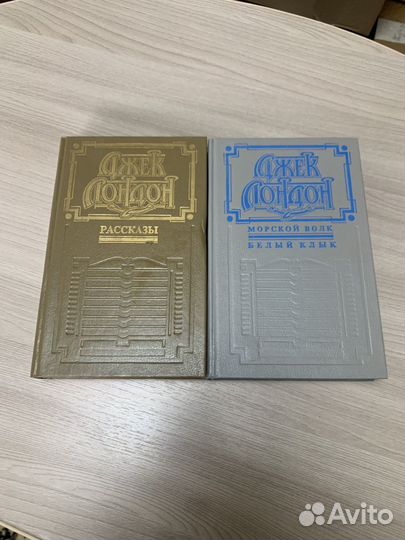 ДЖЕК
ЛОНДОН
РАССКАЗЫ
ДЖЕК
ЛОНДОН
МОРСКОЙ ВОЛК
БЕЛЫЙ КЛЫК
Avito